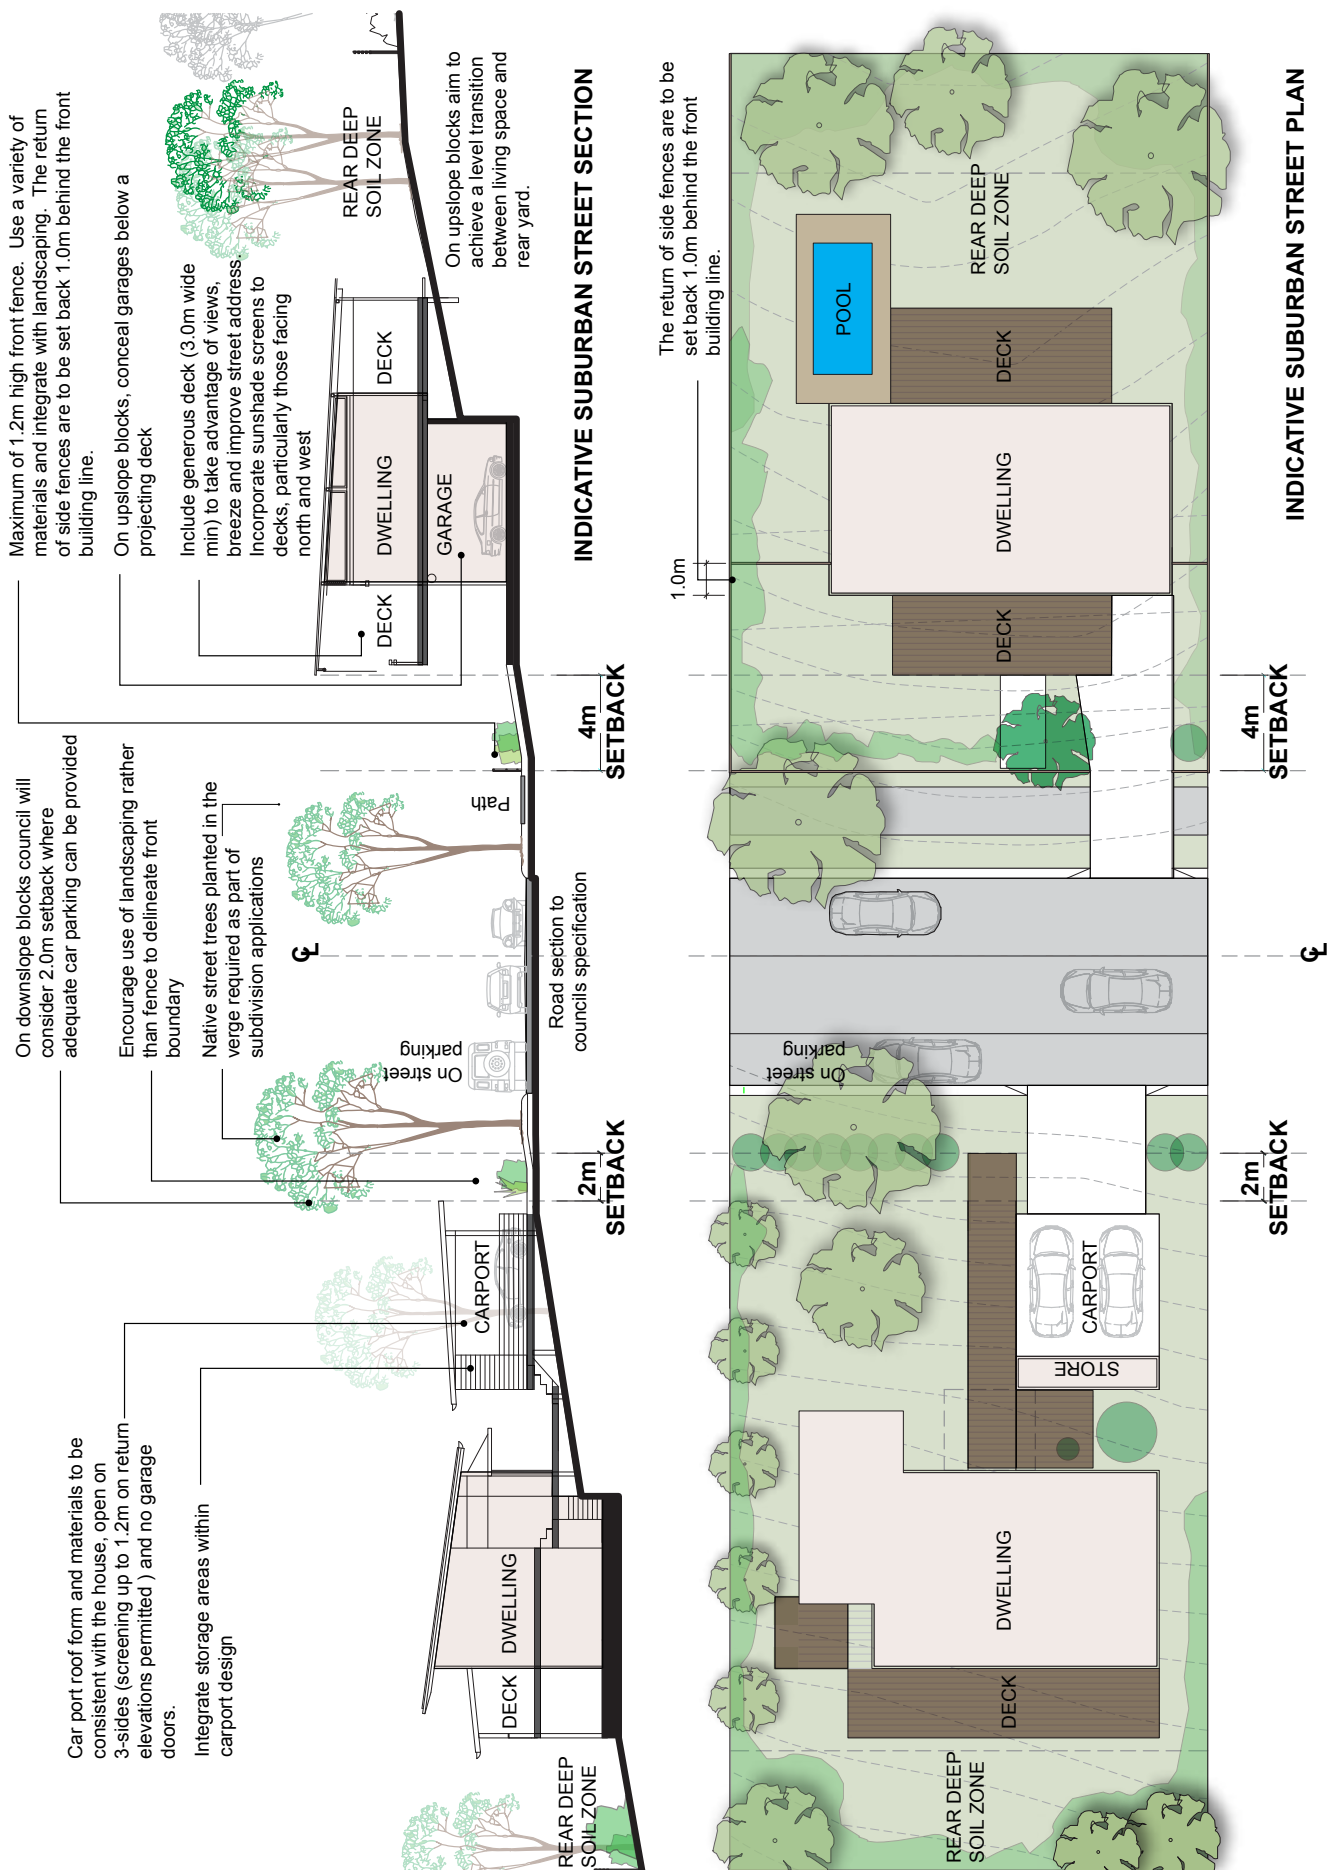 Car port roof form and materials to be
consistent with the house, open on
3-sides (screening up to 1.2m on return
elevations permitted ) and no garage
doors.
Integrate storage areas within
carport design
On downslope blocks council will
consider 2.0m setback where
adequate car parking can be provided
Encourage use of landscaping rather
than fence to delineate front
boundary
Native street trees planted in the
verge required as part of
subdivision applications
Maximum of 1.2m high front fence. Use a variety of
materials and integrate with landscaping. The return
of side fences are to be set back 1.0m behind the front
building line.
On upslope blocks, conceal garages below a
projecting deck
Include generous deck (3.0m wide
min) to take advantage of views,
breeze and improve street address.
Incorporate sunshade screens to
decks, particularly those facing
north and west
REAR DEEP
SOIL ZONE
DECK
DWELLING
CARPORT
2m
SETBACK
On street
parking
CL
Road section to
councils specification
Path
4m
SETBACK
DECK
DWELLING
GARAGE
DECK
REAR DEEP
SOIL ZONE
On upslope blocks aim to
achieve a level transition
between living space and
rear yard.
INDICATIVE SUBURBAN STREET SECTION
The return of side fences are to be
set back 1.0m behind the front
building line.
1.0m
REAR DEEP
SOIL ZONE
DECK
DWELLING
STORE
CARPORT
On street
parking
DECK
DWELLING
DECK
POOL
REAR DEEP
SOIL ZONE
2m
SETBACK
CL
4m
SETBACK
INDICATIVE SUBURBAN STREET PLAN